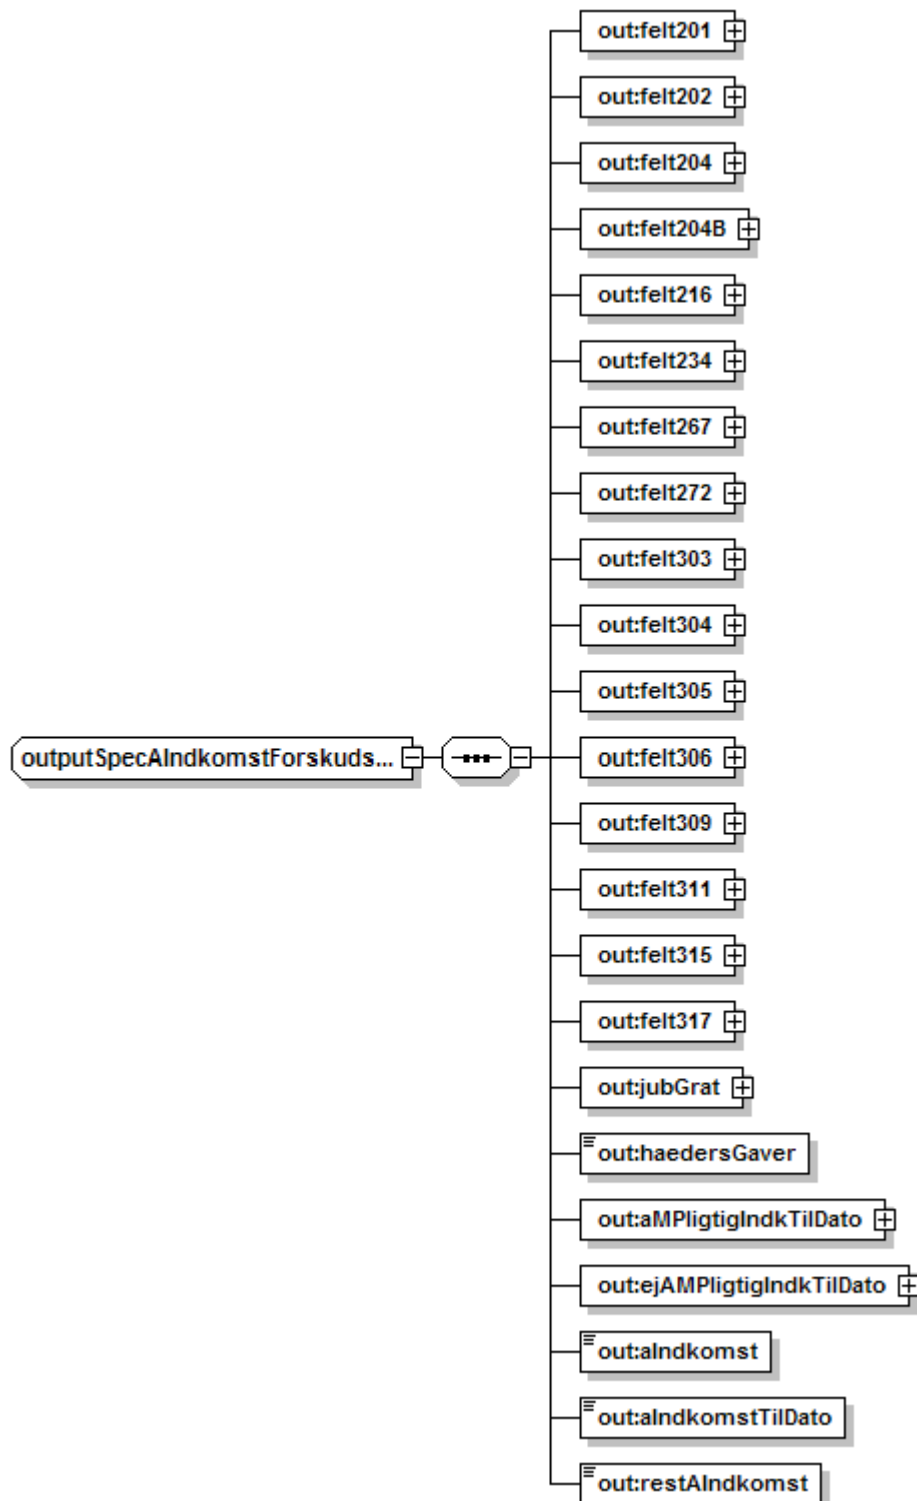 out:felt201
out:felt202
out:felt204
out:felt204B
out:felt216
out:felt234
out:felt267
out:felt272
out:felt303
out:felt304
out:felt305
outputSpecAIndkomstForskuds...
out:felt306
out:felt309
out:felt311
out:felt315
out:felt317
out:jubGrat
out:haedersGaver
out:aMPligtigIndkTilDato
out:ejAMPligtigIndkTilDato
out:aIndkomst
out:aIndkomstTilDato
out:restAIndkomst